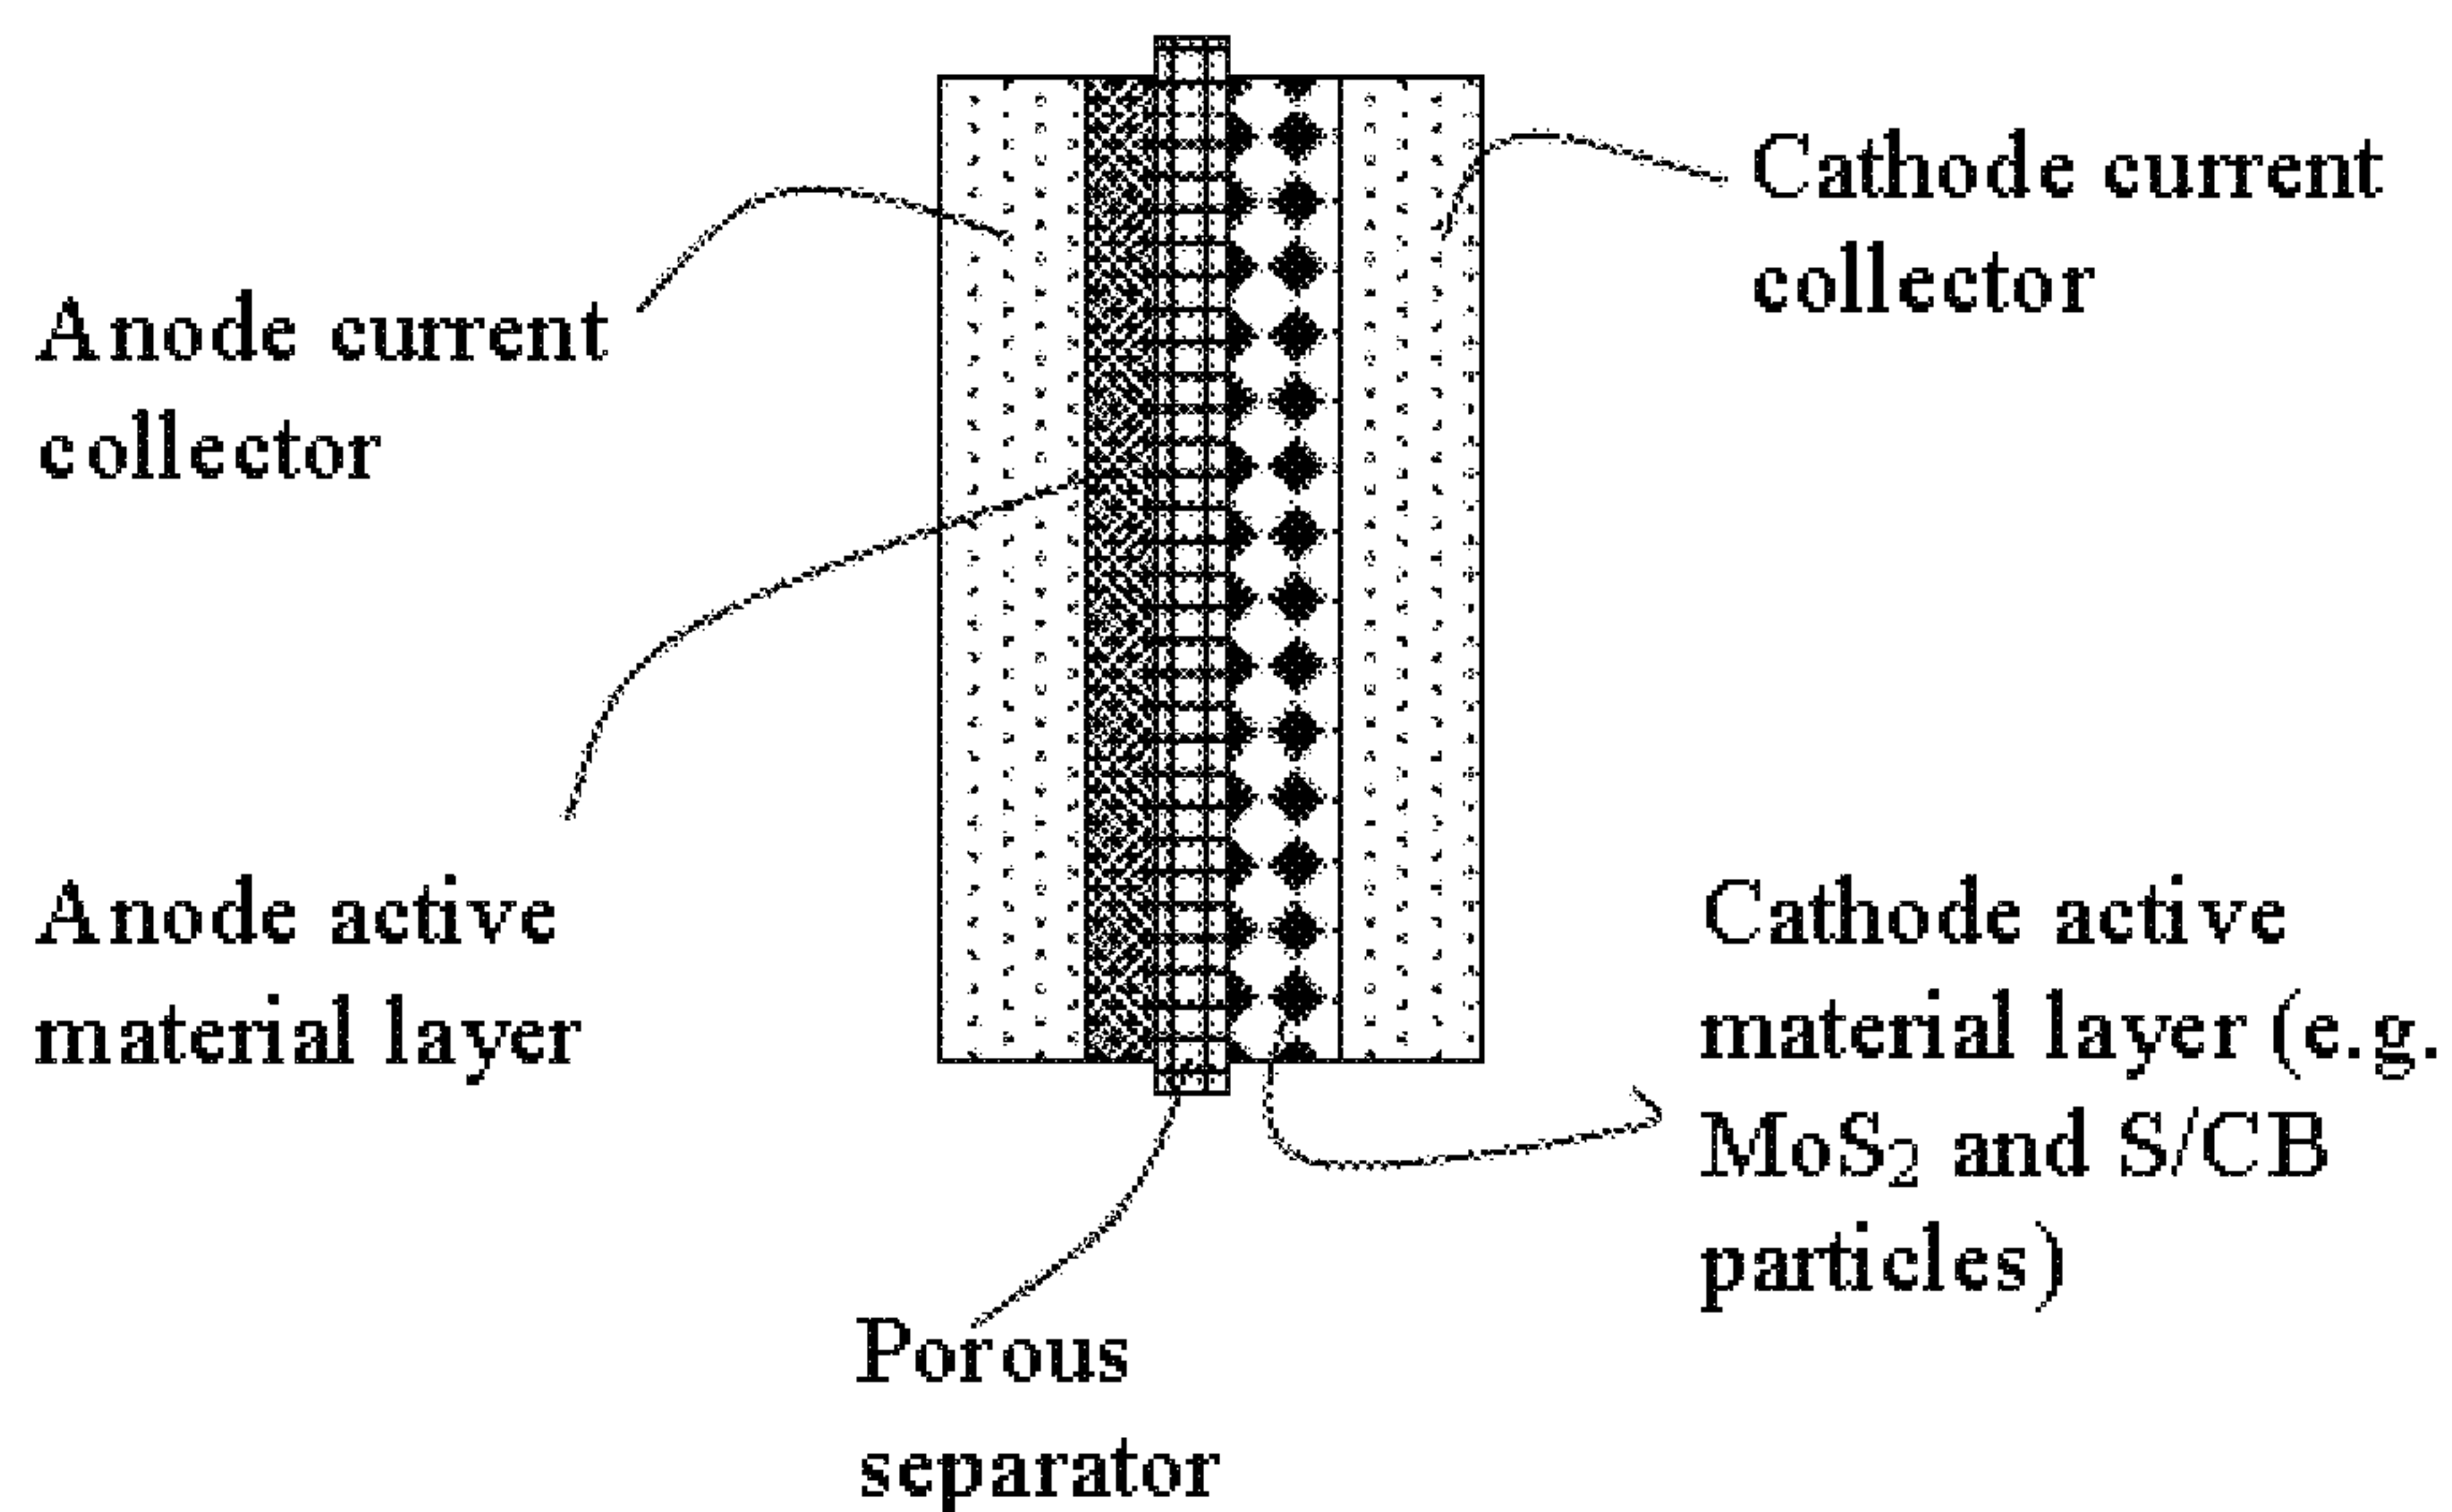 Anode current
collector
Cathode current
collector
Anode active
material layer
Cathode active
material layer (e.g.
MoS₂ and S/CB
particles)
Porous
separator